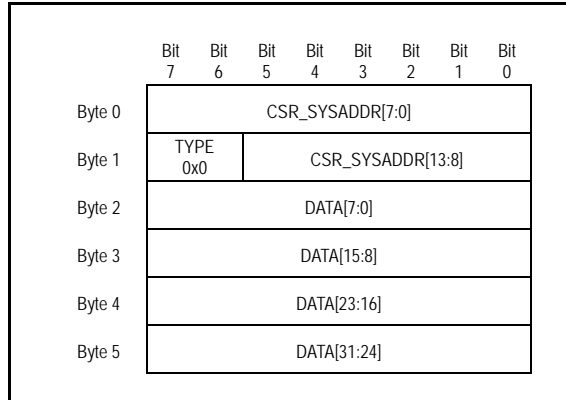 Bit Bit Bit Bit Bit Bit Bit Bit
7 6 5 4 3 2 1 0
Byte 0 CSR_SYSADDR[7:0]
Byte 1 TYPE 0x0 CSR_SYSADDR[13:8]
Byte 2 DATA[7:0]
Byte 3 DATA[15:8]
Byte 4 DATA[23:16]
Byte 5 DATA[31:24]